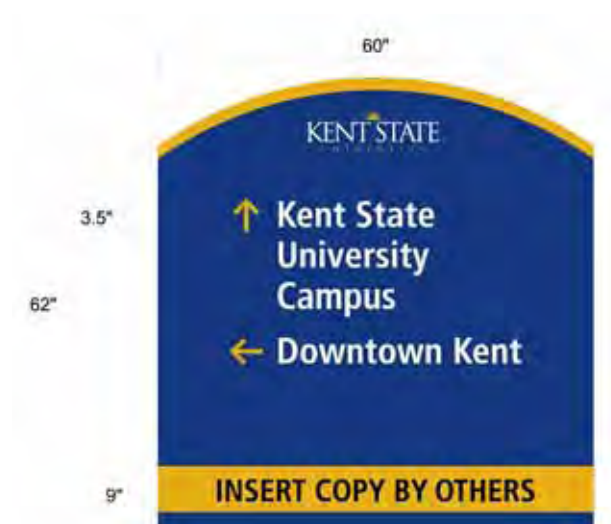 60"
KENT STATE
3.5"
↑ Kent State
University
Campus
62"
← Downtown Kent
9"
INSERT COPY BY OTHERS